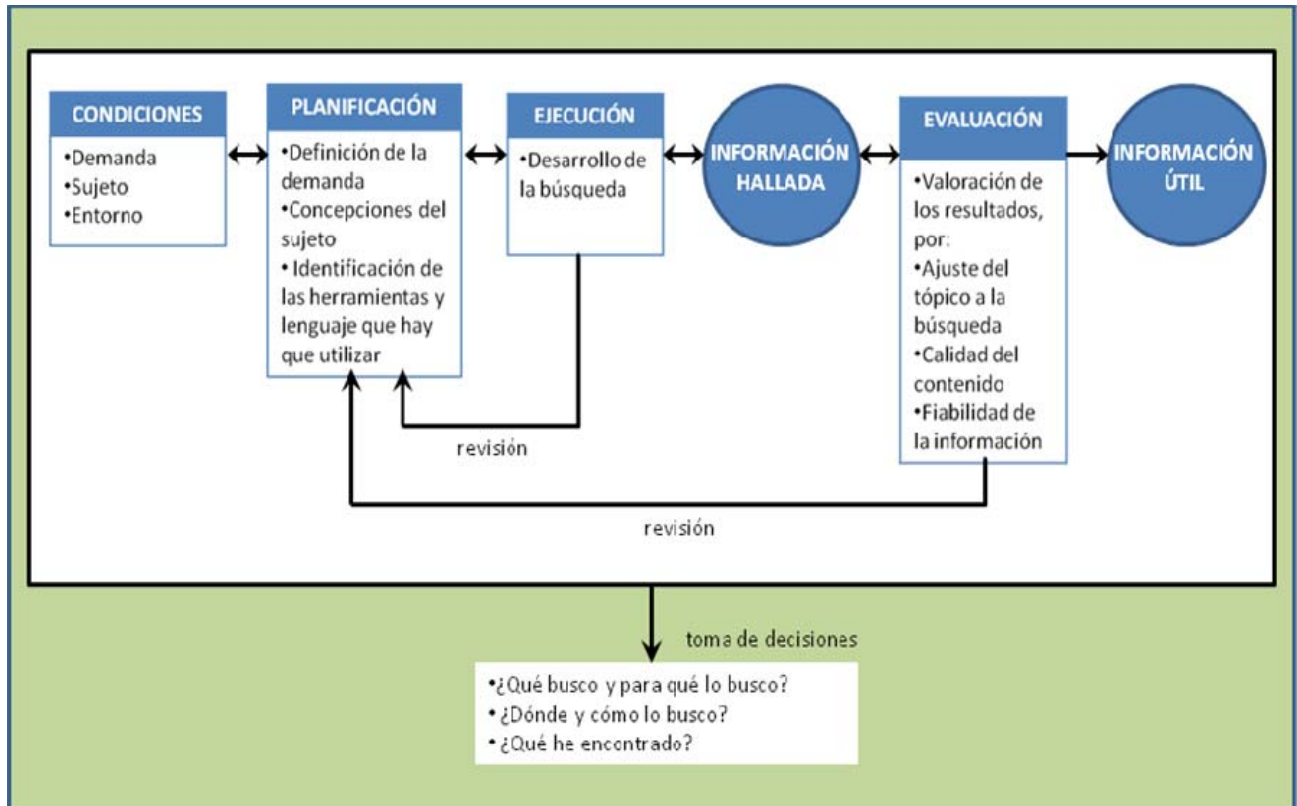 CONDICIONES
•Demanda
•Sujeto
•Entorno
PLANIFICACIÓN
•Definición de la
demanda
•Concepciones del
sujeto
• Identificación de
las herramientas y
lenguaje que hay
que utilizar
EJECUCIÓN
• Desarrollo de
la búsqueda
INFORMACIÓN
HALLADA
EVALUACIÓN
•Valoración de
los resultados,
por:
•Ajuste del
tópico a la
búsqueda
•Calidad del
contenido
•Fiabilidad de
la información
INFORMACIÓN
ÚTIL
revisión
revisión
toma de decisiones
•¿Qué busco y para qué lo busco?
• ¿Dónde y cómo lo busco?
• ¿Qué he encontrado?